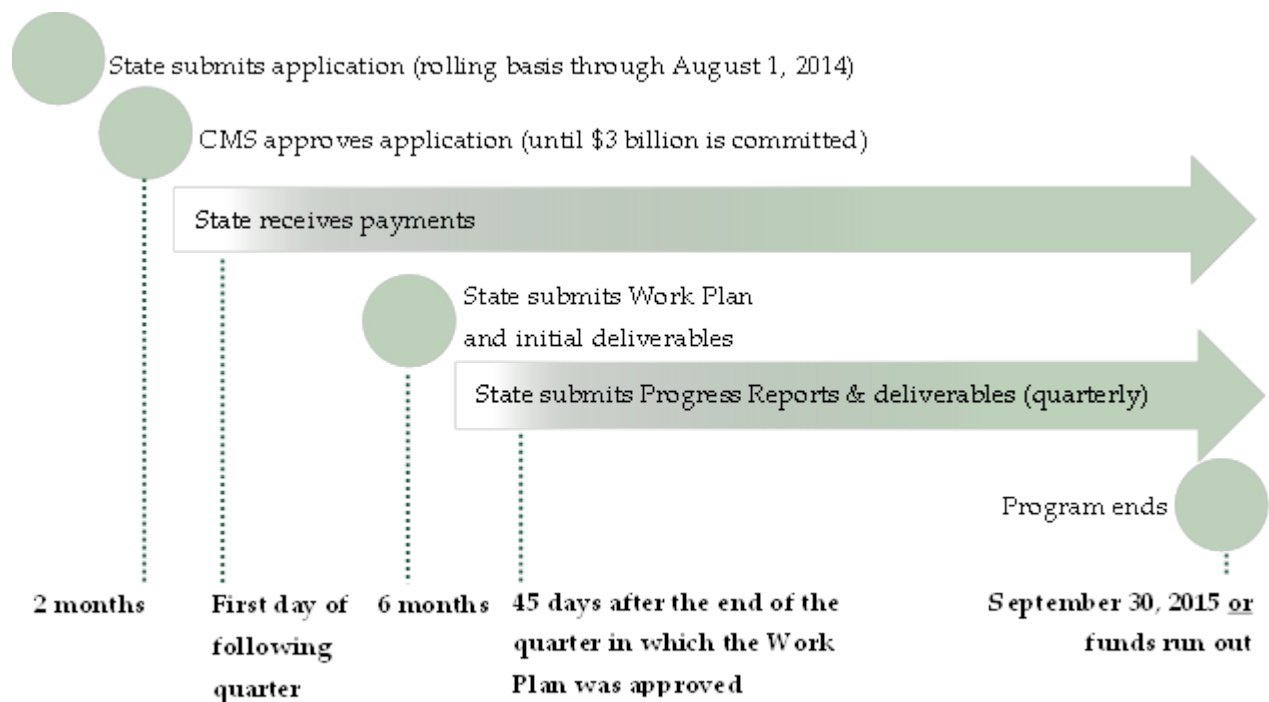 State submits application (rolling basis through August 1, 2014)
CMS approves application (until $3 billion is committed)
State receives payments
State submits Work Plan
and initial deliverables
State submits Progress Reports & deliverables (quarterly)
Program ends
2 months
First day of
following
quarter
6 months
45 days after the end of the
quarter in which the Work
Plan was approved
September 30, 2015 or
funds run out